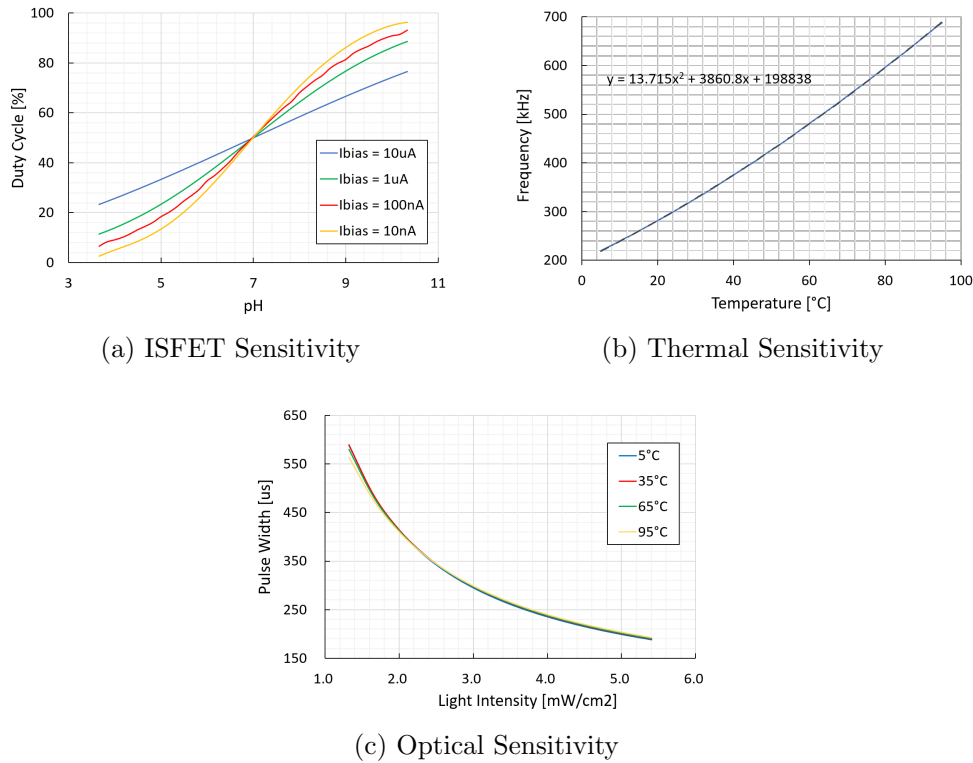 100
80
60
40
20
0
Duty Cycle [%]
3 5 7 9 11
pH
Ibias = 10uA
Ibias = 1uA
Ibias = 100nA
Ibias = 10nA
(a) ISFET Sensitivity
700
600
500
400
300
200
Frequency [kHz]
y = 13.715x² + 3860.8x + 198838
0 20 40 60 80 100
Temperature [°C]
(b) Thermal Sensitivity
650
550
450
350
250
150
Pulse Width [us]
5°C
35°C
65°C
95°C
1.0 2.0 3.0 4.0 5.0 6.0
Light Intensity [mW/cm2]
(c) Optical Sensitivity